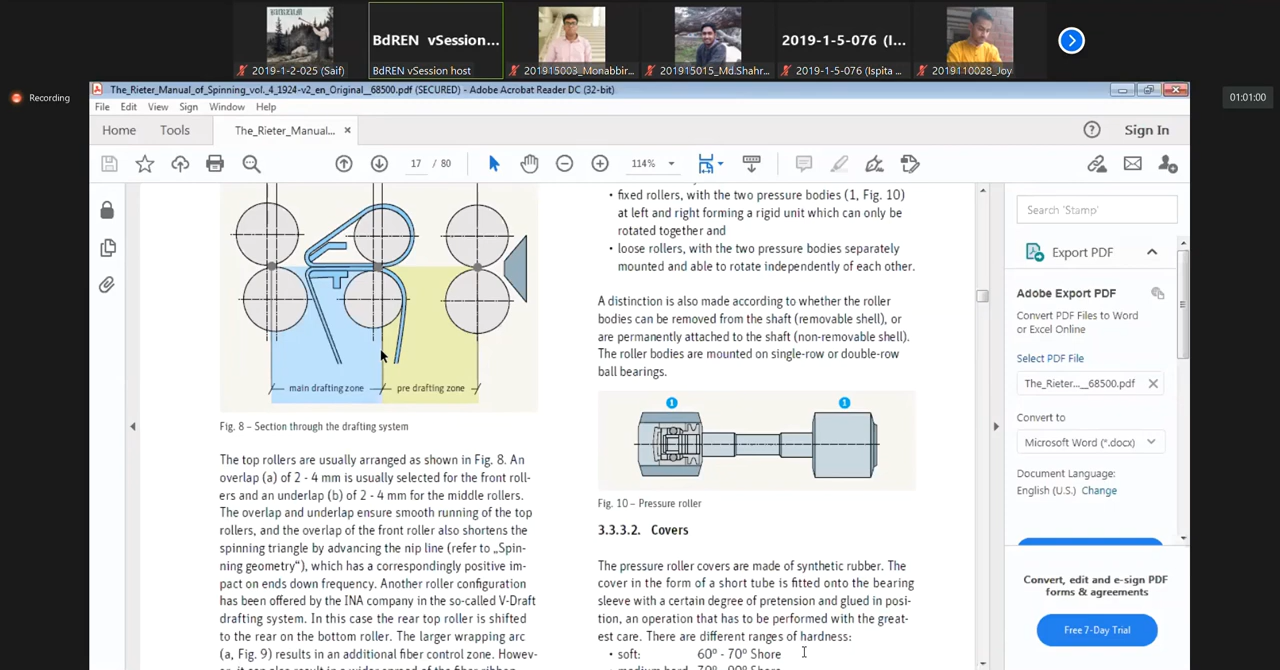 BdREN vSession...
2019-1-5-076 (I...
2019-1-2-025 (Saif)
BdREN vSession host
201915003_Monabbir...
201915015_Md.Shahr...
2019-1-5-076 (Ispita ...
2019110028_Joy
Recording
01:01:00
The_Rieter_Manual_of_Spinning_vol._4_1924-v2_en_Original__68500.pdf (SECURED) - Adobe Acrobat Reader DC (32-bit)
File Edit View Sign Window Help
Home Tools The_Rieter_Manual... × Sign In
17 / 80 114%
main drafting zone
pre drafting zone
Fig. 8 – Section through the drafting system
The top rollers are usually arranged as shown in Fig. 8. An
overlap (a) of 2 - 4 mm is usually selected for the front roll-
ers and an underlap (b) of 2 - 4 mm for the middle rollers.
The overlap and underlap ensure smooth running of the top
rollers, and the overlap of the front roller also shortens the
spinning triangle by advancing the nip line (refer to „Spin-
ning geometry“), which has a correspondingly positive im-
pact on ends down frequency. Another roller configuration
has been offered by the INA company in the so-called V-Draft
drafting system. In this case the rear top roller is shifted
to the rear on the bottom roller. The larger wrapping arc
(a, Fig. 9) results in an additional fiber control zone. Howev-
er, it can also result in a wider spread of the fiber ribbon
• fixed rollers, with the two pressure bodies (1, Fig. 10)
at left and right forming a rigid unit which can only be
rotated together and
• loose rollers, with the two pressure bodies separately
mounted and able to rotate independently of each other.
A distinction is also made according to whether the roller
bodies can be removed from the shaft (removable shell), or
are permanently attached to the shaft (non-removable shell).
The roller bodies are mounted on single-row or double-row
ball bearings.
1 1
Fig. 10 – Pressure roller
3.3.3.2. Covers
The pressure roller covers are made of synthetic rubber. The
cover in the form of a short tube is fitted onto the bearing
sleeve with a certain degree of pretension and glued in posi-
tion, an operation that has to be performed with the great-
est care. There are different ranges of hardness:
• soft: 60° - 70° Shore
Search 'Stamp'
Export PDF
Adobe Export PDF
Convert PDF Files to Word
or Excel Online
Select PDF File
The_Rieter_...__68500.pdf ×
Convert to
Microsoft Word (*.docx)
Document Language:
English (U.S.) Change
Convert, edit and e-sign PDF
forms & agreements
Free 7-Day Trial